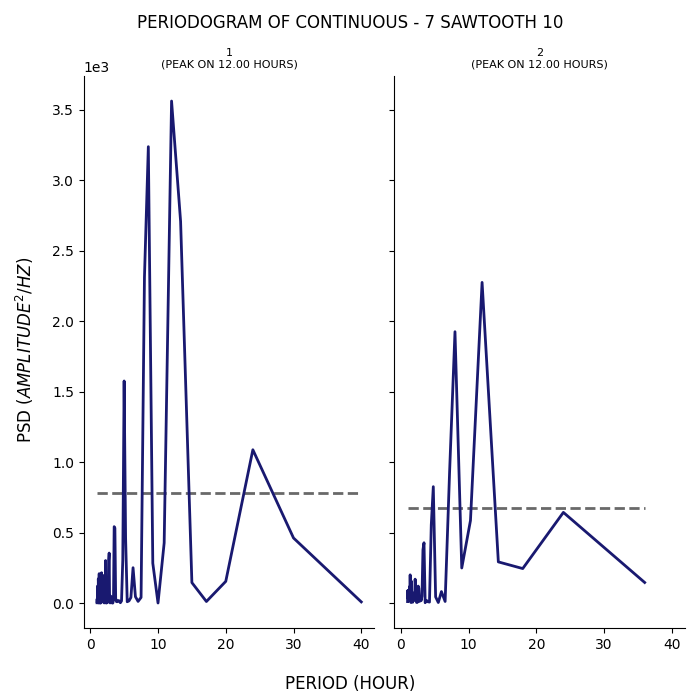 PERIODOGRAM OF CONTINUOUS - 7 SAWTOOTH 10
1
(PEAK ON 12.00 HOURS)
2
(PEAK ON 12.00 HOURS)
1e3
3.5
3.0
2.5
2.0
1.5
1.0
0.5
0.0
PSD (AMPLITUDE²/HZ)
0 10 20 30 40
0 10 20 30 40
PERIOD (HOUR)